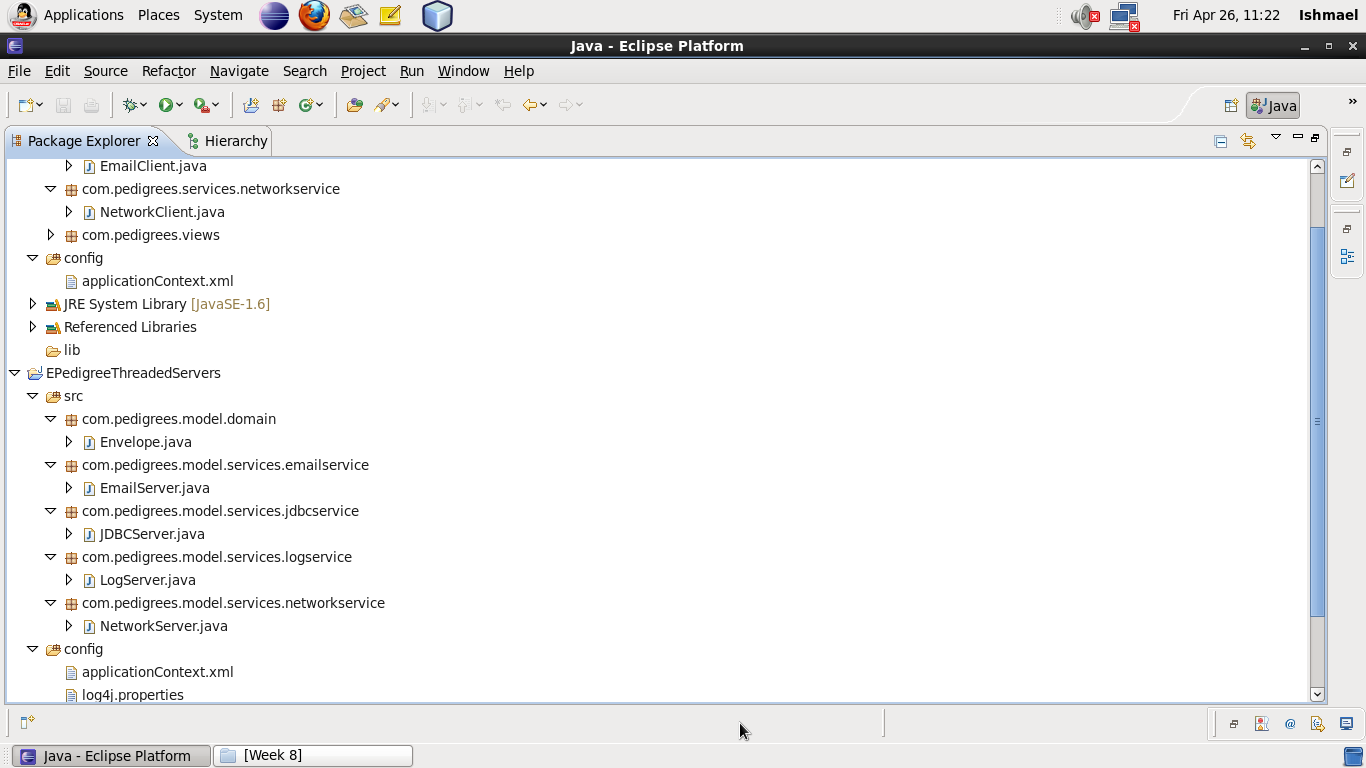 Applications Places System Fri Apr 26, 11:22 Ishmael
Java - Eclipse Platform
File Edit Source Refactor Navigate Search Project Run Window Help
Java »
Package Explorer Hierarchy
EmailClient.java
com.pedigrees.services.networkservice
NetworkClient.java
com.pedigrees.views
config
applicationContext.xml
JRE System Library [JavaSE-1.6]
Referenced Libraries
lib
EPedigreeThreadedServers
src
com.pedigrees.model.domain
Envelope.java
com.pedigrees.model.services.emailservice
EmailServer.java
com.pedigrees.model.services.jdbcservice
JDBCServer.java
com.pedigrees.model.services.logservice
LogServer.java
com.pedigrees.model.services.networkservice
NetworkServer.java
config
applicationContext.xml
log4j.properties
Java - Eclipse Platform [Week 8]